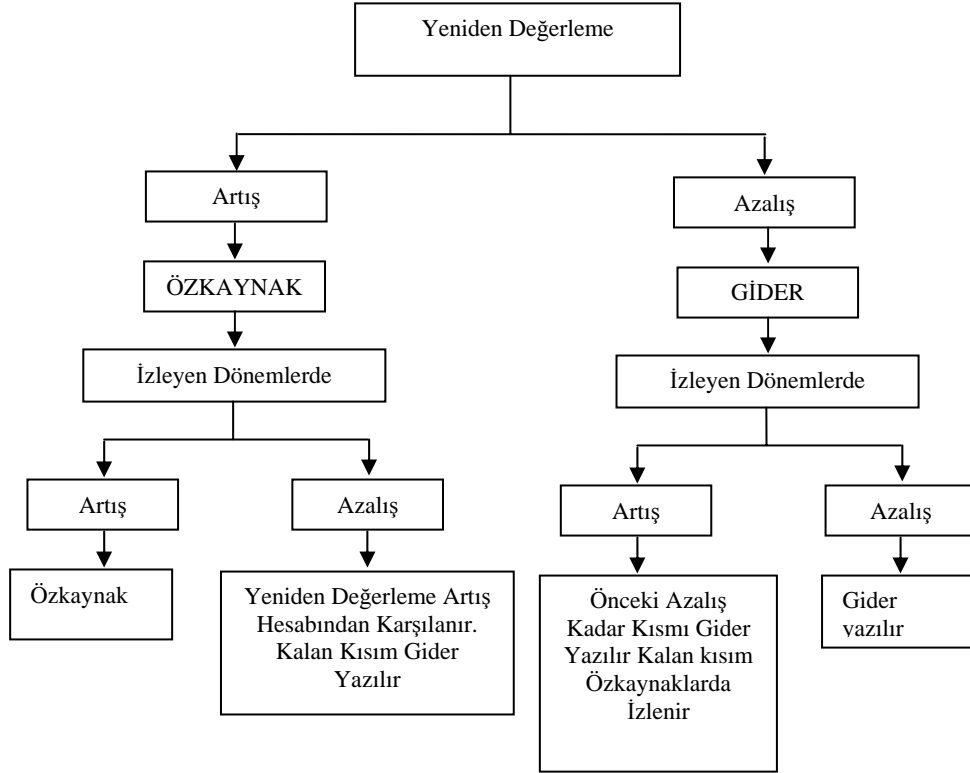 Yeniden Değerleme
Artış
Azalış
ÖZKAYNAK
GİDER
İzleyen Dönemlerde
İzleyen Dönemlerde
Artış
Azalış
Artış
Azalış
Özkaynak
Yeniden Değerleme Artış
Hesabından Karşılanır.
Kalan Kısım Gider
Yazılır
Önceki Azalış
Kadar Kısmı Gider
Yazılır Kalan kısım
Özkaynaklarda
İzlenir
Gider
yazılır